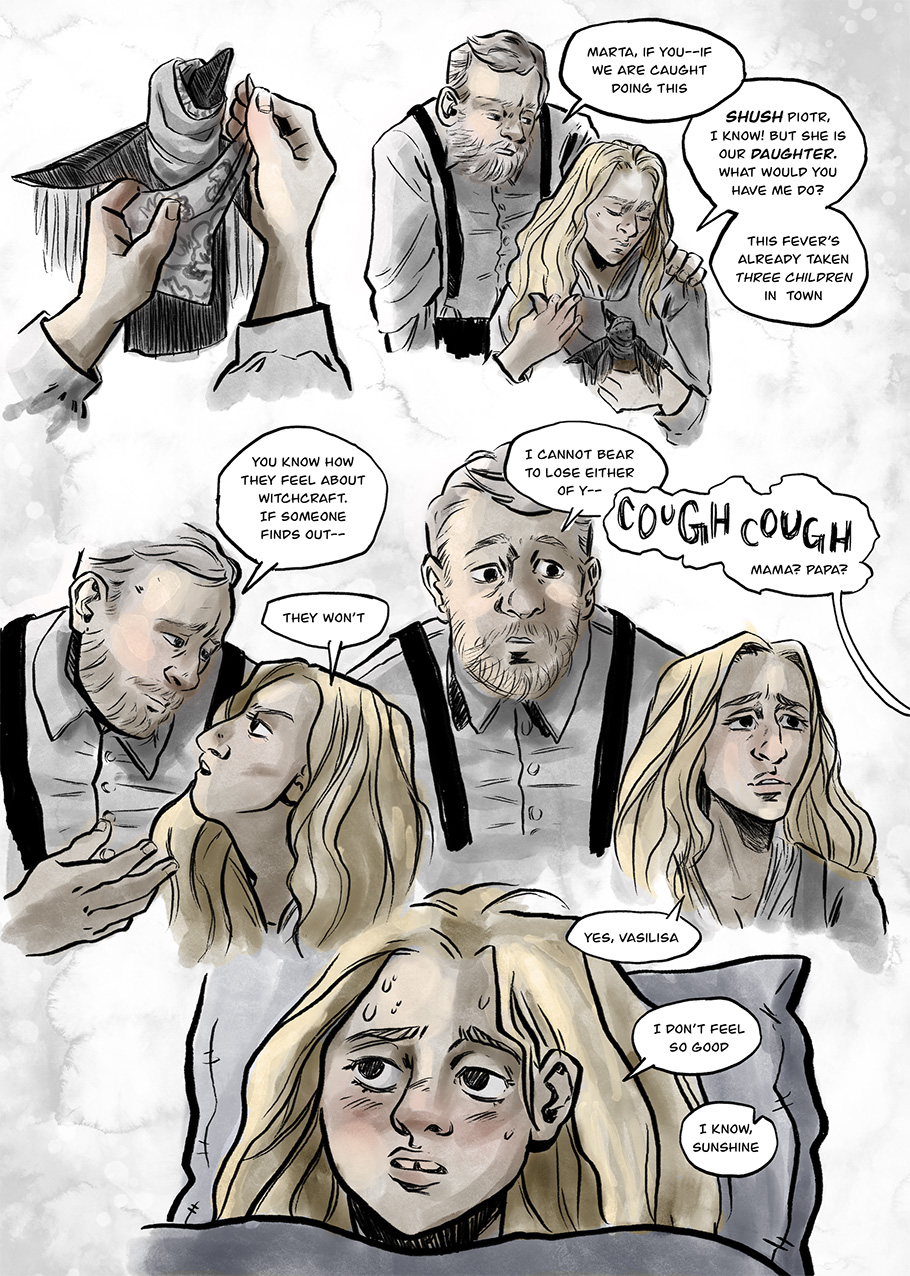 MARTA, IF YOU--IF
WE ARE CAUGHT
DOING THIS
SHUSH PIOTR,
I KNOW! BUT SHE IS
OUR DAUGHTER.
WHAT WOULD YOU
HAVE ME DO?
THIS FEVER'S
ALREADY TAKEN
THREE CHILDREN
IN TOWN
YOU KNOW HOW
THEY FEEL ABOUT
WITCHCRAFT.
IF SOMEONE
FINDS OUT--
THEY WON'T
I CANNOT BEAR
TO LOSE EITHER
OF Y--
COUGH COUGH
MAMA? PAPA?
YES, VASILISA
I DON'T FEEL
SO GOOD
I KNOW,
SUNSHINE